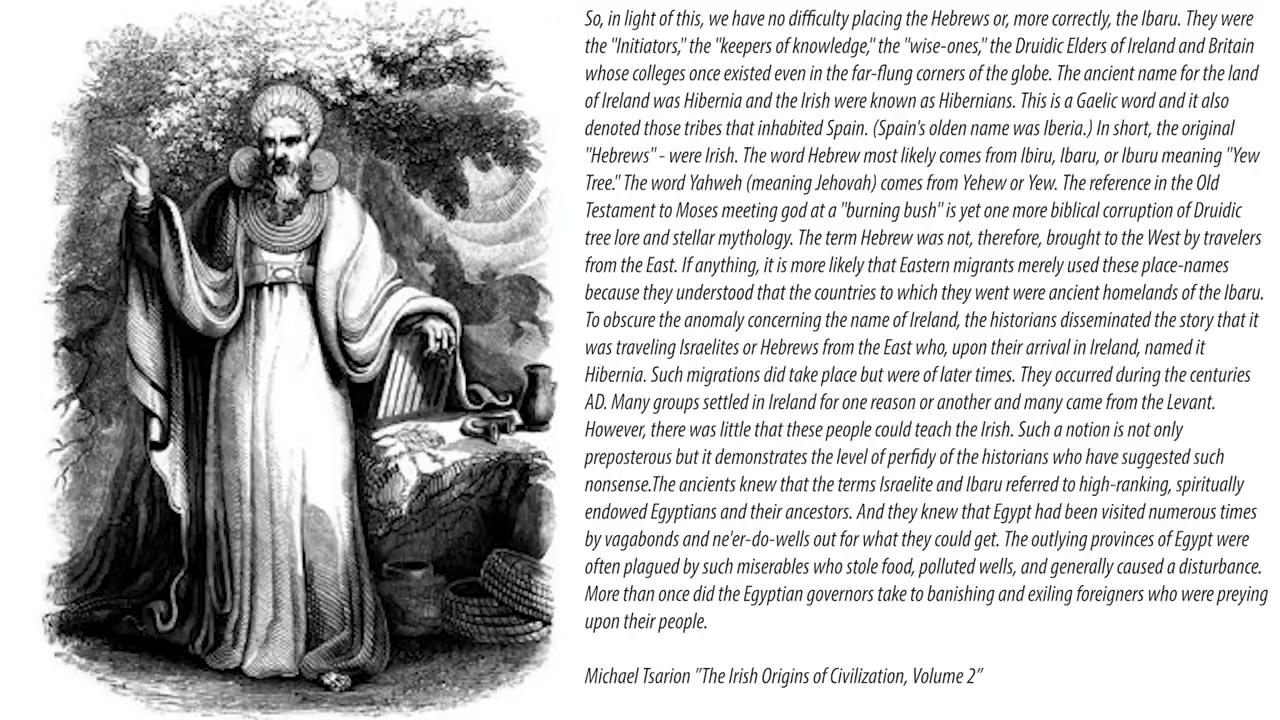 So, in light of this, we have no difficulty placing the Hebrews or, more correctly, the Ibaru. They were
the "Initiators," the "keepers of knowledge," the "wise-ones," the Druidic Elders of Ireland and Britain
whose colleges once existed even in the far-flung corners of the globe. The ancient name for the land
of Ireland was Hibernia and the Irish were known as Hibernians. This is a Gaelic word and it also
denoted those tribes that inhabited Spain. (Spain's olden name was Iberia.) In short, the original
"Hebrews" - were Irish. The word Hebrew most likely comes from Ibiru, Ibaru, or Iburu meaning "Yew
Tree." The word Yahweh (meaning Jehovah) comes from Yehew or Yew. The reference in the Old
Testament to Moses meeting god at a "burning bush" is yet one more biblical corruption of Druidic
tree lore and stellar mythology. The term Hebrew was not, therefore, brought to the West by travelers
from the East. If anything, it is more likely that Eastern migrants merely used these place-names
because they understood that the countries to which they went were ancient homelands of the Ibaru.
To obscure the anomaly concerning the name of Ireland, the historians disseminated the story that it
was traveling Israelites or Hebrews from the East who, upon their arrival in Ireland, named it
Hibernia. Such migrations did take place but were of later times. They occurred during the centuries
AD. Many groups settled in Ireland for one reason or another and many came from the Levant.
However, there was little that these people could teach the Irish. Such a notion is not only
preposterous but it demonstrates the level of perfidy of the historians who have suggested such
nonsense.The ancients knew that the terms Israelite and Ibaru referred to high-ranking, spiritually
endowed Egyptians and their ancestors. And they knew that Egypt had been visited numerous times
by vagabonds and ne'er-do-wells out for what they could get. The outlying provinces of Egypt were
often plagued by such miserables who stole food, polluted wells, and generally caused a disturbance.
More than once did the Egyptian governors take to banishing and exiling foreigners who were preying
upon their people.
Michael Tsarion "The Irish Origins of Civilization, Volume 2"